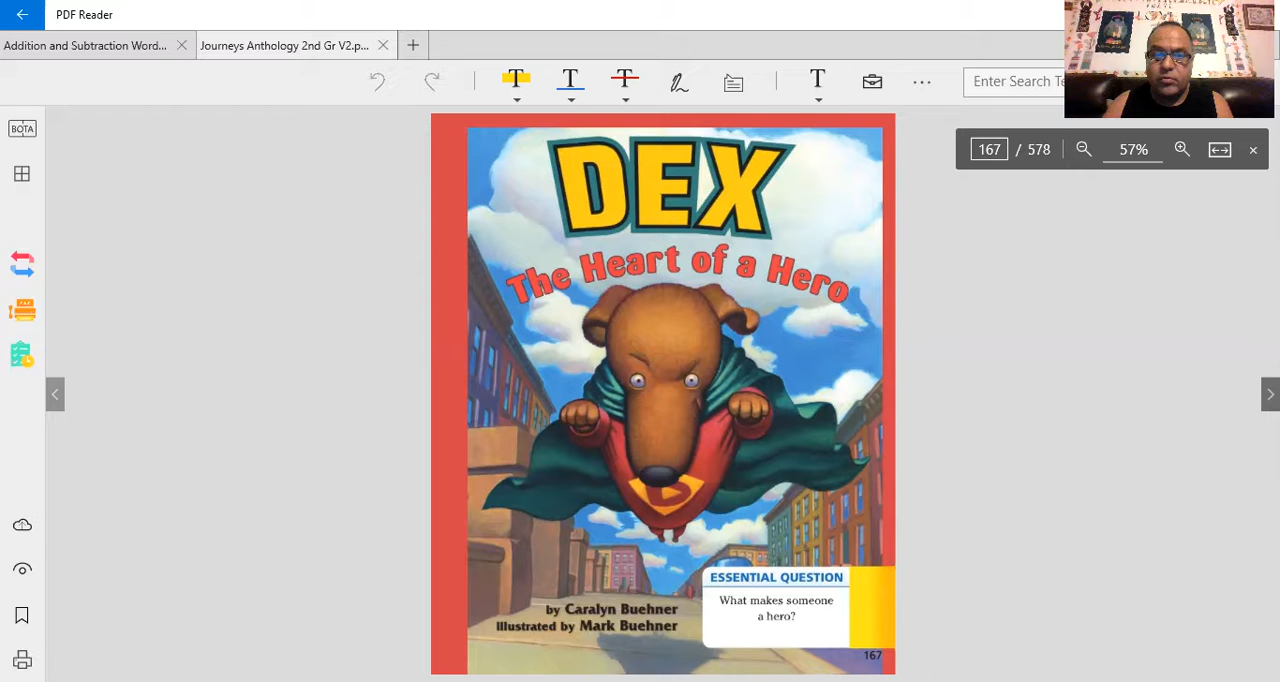 PDF Reader
Addition and Subtraction Word...
Journeys Anthology 2nd Gr V2.p...
T T T T
Enter Search Te
BOTA
167 / 578
57%
DEX
The Heart of a Hero
D
ESSENTIAL QUESTION
What makes someone
a hero?
by Caralyn Buehner
Illustrated by Mark Buehner
167